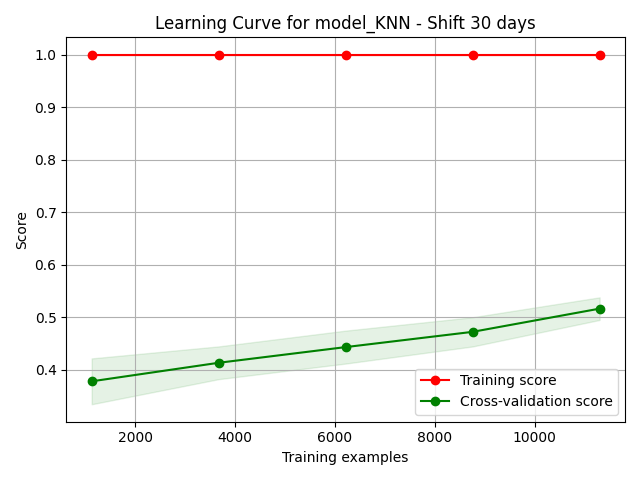 Learning Curve for model_KNN - Shift 30 days
1.0
0.9
0.8
0.7
0.6
0.5
0.4
Score
2000 4000 6000 8000 10000
Training examples
Training score
Cross-validation score